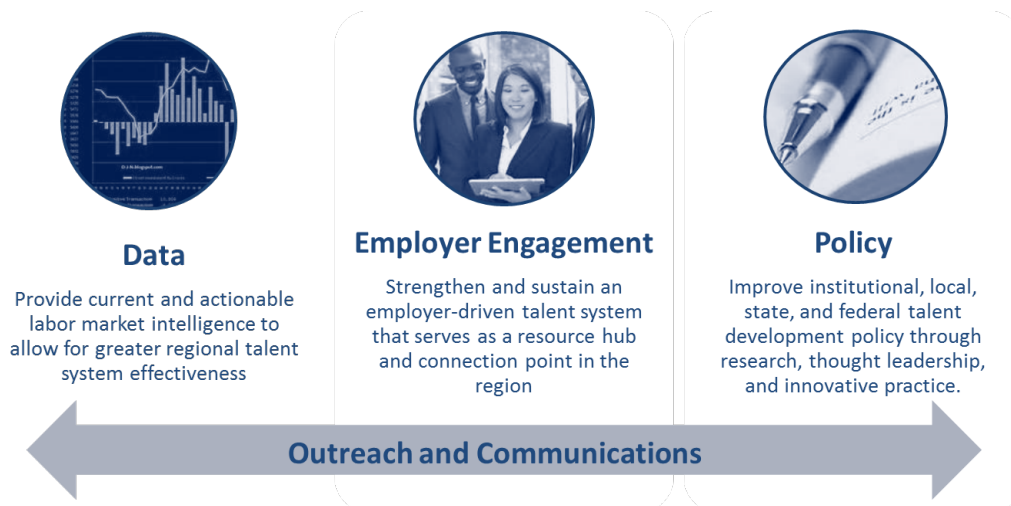 Data
Provide current and actionable
labor market intelligence to
allow for greater regional talent
system effectiveness
Employer Engagement
Strengthen and sustain an
employer-driven talent system
that serves as a resource hub
and connection point in the
region
Policy
Improve institutional, local,
state, and federal talent
development policy through
research, thought leadership,
and innovative practice.
Outreach and Communications